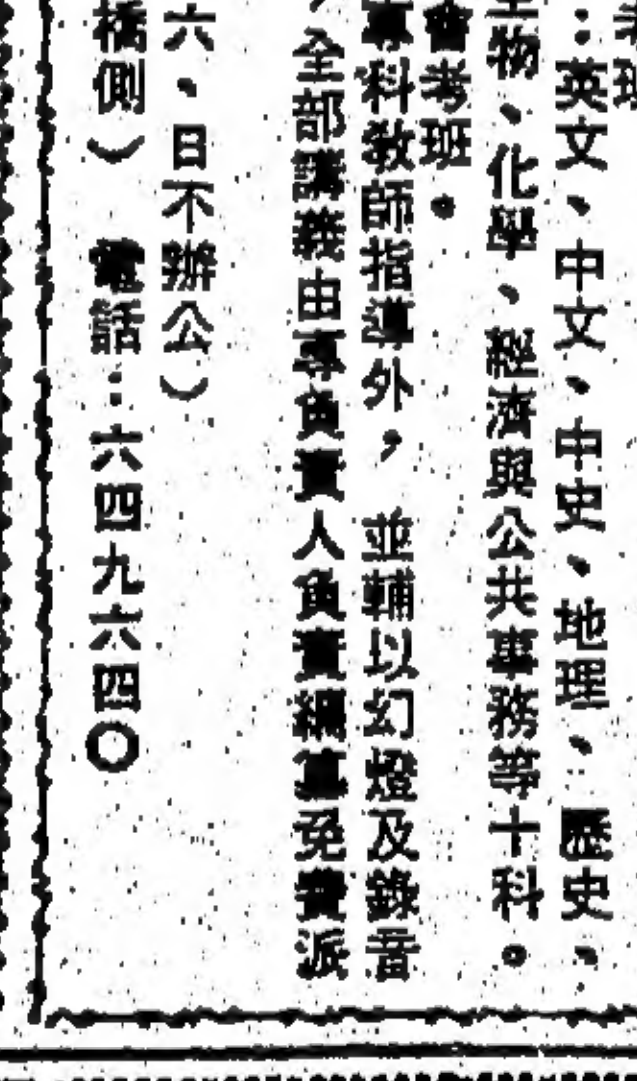 考班
：英文、中文、中史、地理、歷史、
生物、化學、經濟與公共事務等十科。
會考班。
專科教師指導外，並輔以幻燈及錄音
，全部講義由專負責人負責編纂免費派
六、日不辦公）
橋側）電話：六四九六四〇